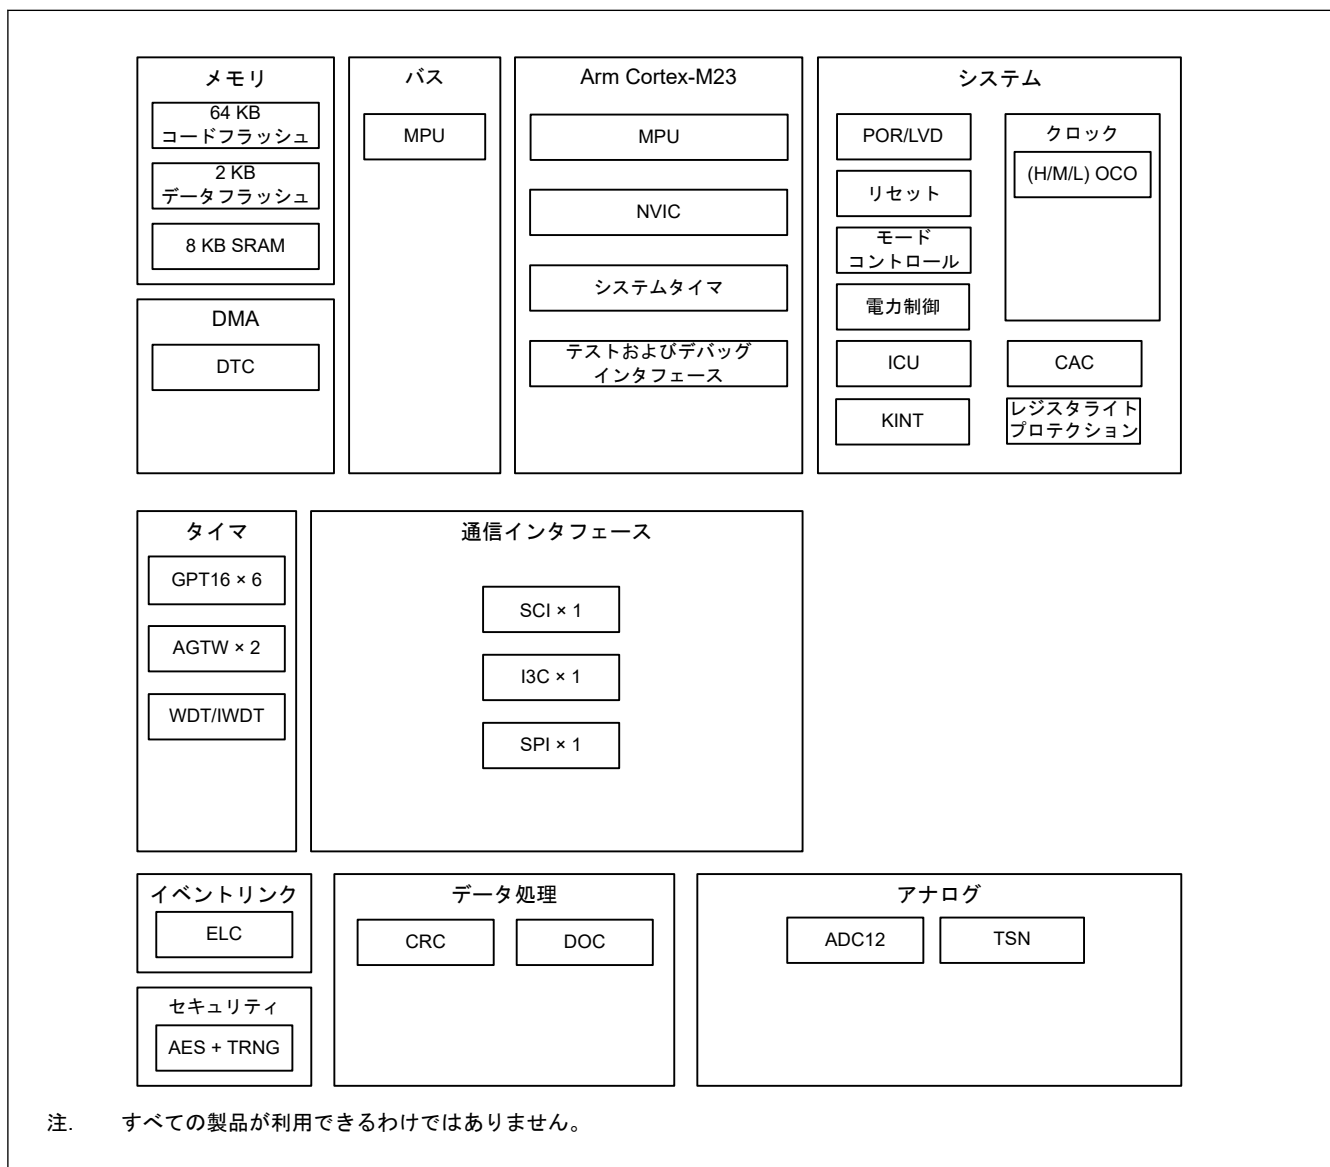 メモリ
64 KB
コードフラッシュ
2 KB
データフラッシュ
8 KB SRAM
DMA
DTC
バス
MPU
Arm Cortex-M23
MPU
NVIC
システムタイマ
テストおよびデバッグ
インタフェース
システム
POR/LVD
リセット
モード
コントロール
電力制御
ICU
KINT
クロック
(H/M/L) OCO
CAC
レジスタライト
プロテクション
タイマ
GPT16 × 6
AGTW × 2
WDT/IWDT
通信インタフェース
SCI × 1
I3C × 1
SPI × 1
イベントリンク
ELC
セキュリティ
AES + TRNG
データ処理
CRC
DOC
アナログ
ADC12
TSN
注. すべての製品が利用できるわけではありません。